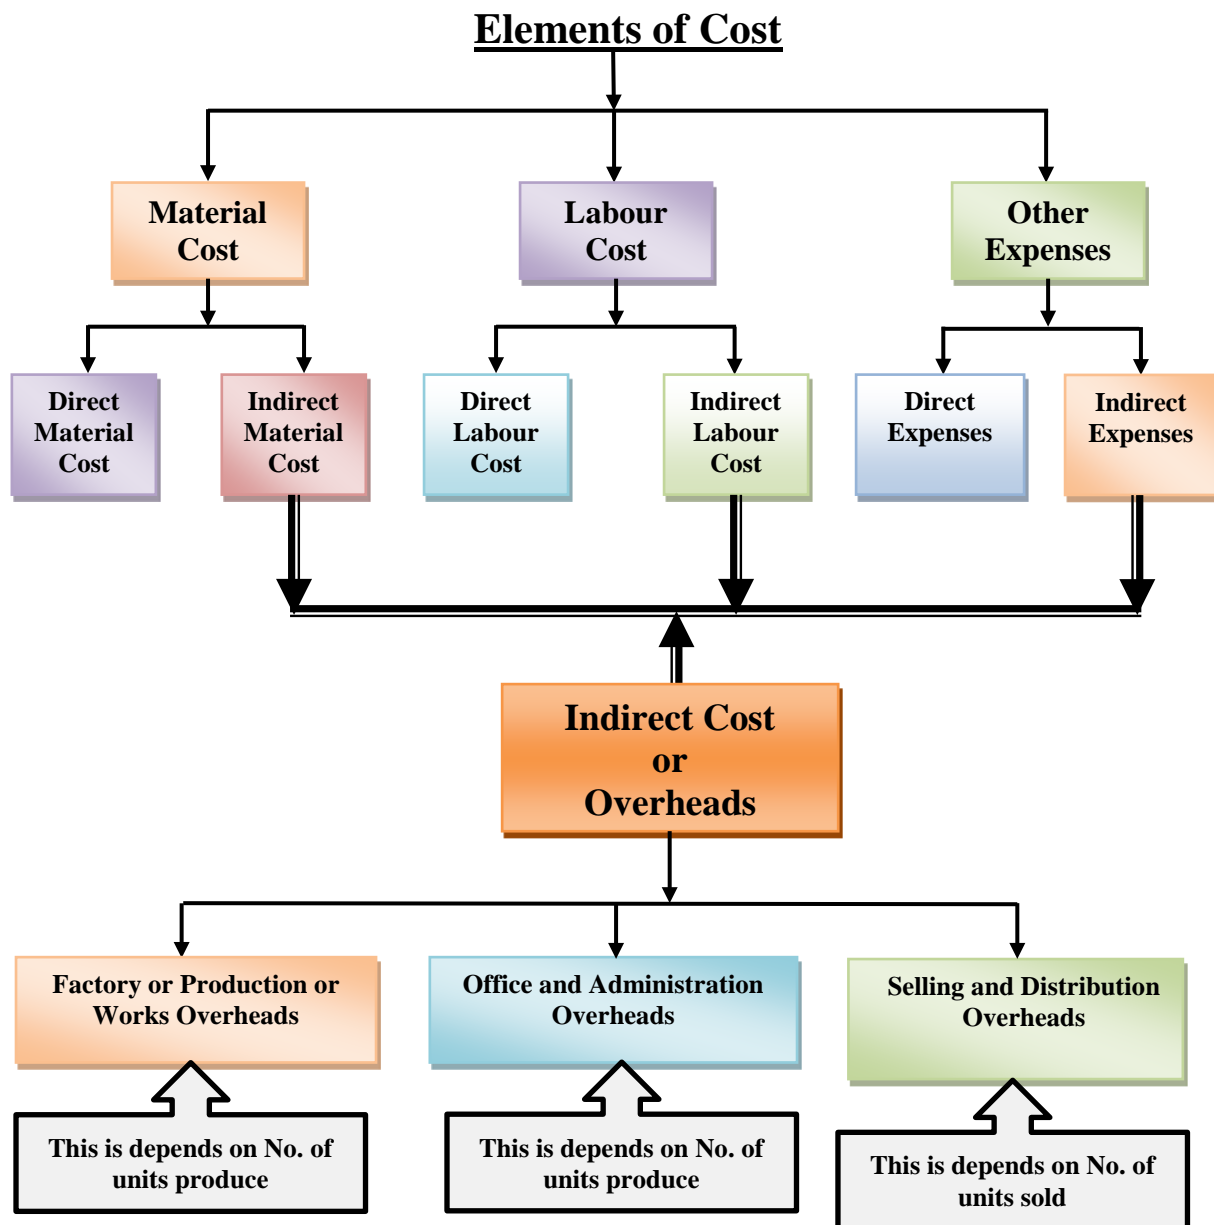 Elements of Cost
Material
Cost
Labour
Cost
Other
Expenses
Direct
Material
Cost
Indirect
Material
Cost
Direct
Labour
Cost
Indirect
Labour
Cost
Direct
Expenses
Indirect
Expenses
Indirect Cost
or
Overheads
Factory or Production or
Works Overheads
Office and Administration
Overheads
Selling and Distribution
Overheads
This is depends on No. of
units produce
This is depends on No. of
units produce
This is depends on No. of
units sold